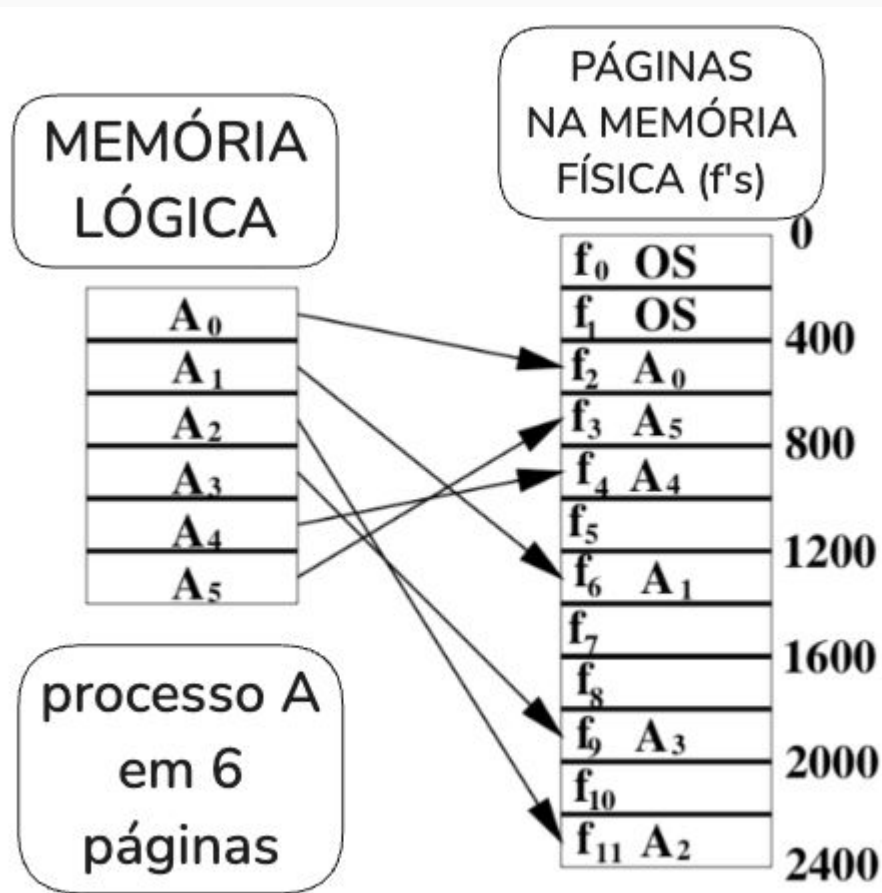 MEMÓRIA
LÓGICA
A0
A1
A2
A3
A4
A5
processo A
em 6
páginas
PÁGINAS
NA MEMÓRIA
FÍSICA (f's)
0
f0 OS
f1 OS
400
f2 A0
f3 A5
800
f4 A4
f5
1200
f6 A1
f7
1600
f8
f9 A3
2000
f10
f11 A2
2400